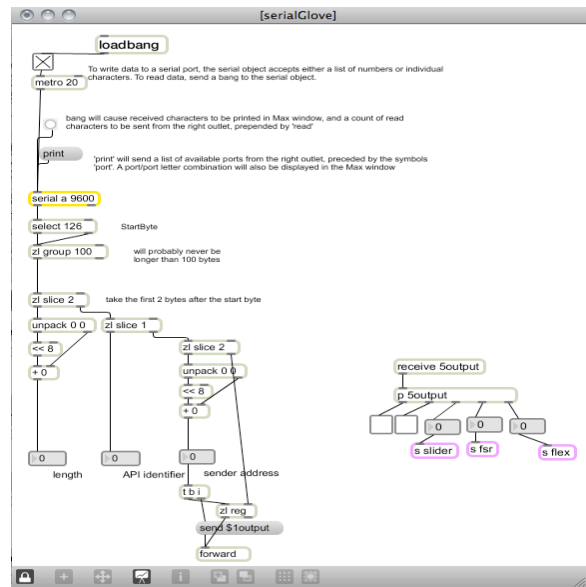 [serialGlove]
loadbang
To write data to a serial port, the serial object accepts either a list of numbers or individual
characters. To read data, send a bang to the serial object.
metro 20
bang will cause received characters to be printed in Max window, and a count of read
characters to be sent from the right outlet, prepended by 'read'
print
'print' will send a list of available ports from the right outlet, preceded by the symbols
'port'. A port/port letter combination will also be displayed in the Max window
serial a 9600
select 126
StartByte
zl group 100
will probably never be
longer than 100 bytes
zl slice 2
take the first 2 bytes after the start byte
unpack 0 0
zl slice 1
<< 8
zl slice 2
+ 0
unpack 0 0
<< 8
+ 0
receive 5output
p 5output
0
0
0
s slider
s fsr
s flex
0
0
0
length
API identifier
sender address
t b i
zl reg
send $1output
forward